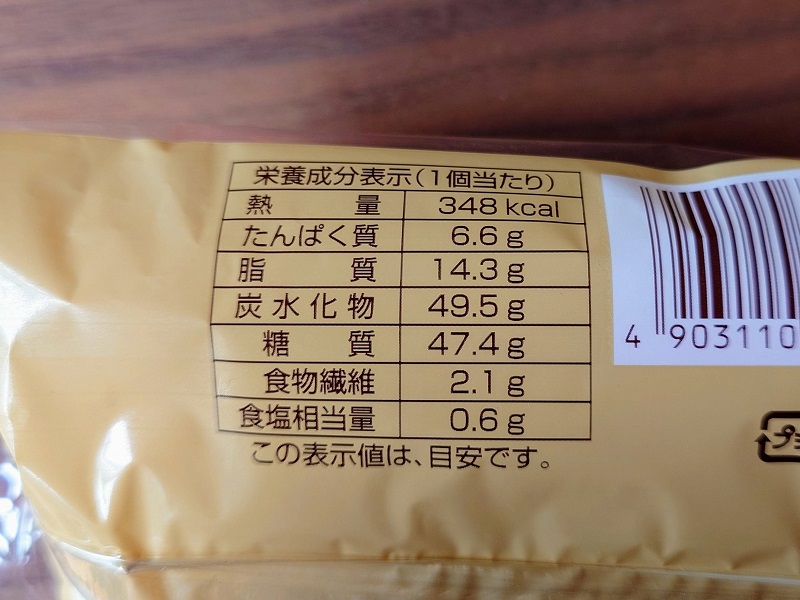 栄養成分表示(1個当たり)
熱量 348 kcal
たんぱく質 6.6 g
脂質 14.3 g
炭水化物 49.5 g
糖質 47.4 g
食物繊維 2.1 g
食塩相当量 0.6 g
この表示値は、目安です。
4 903110
プ